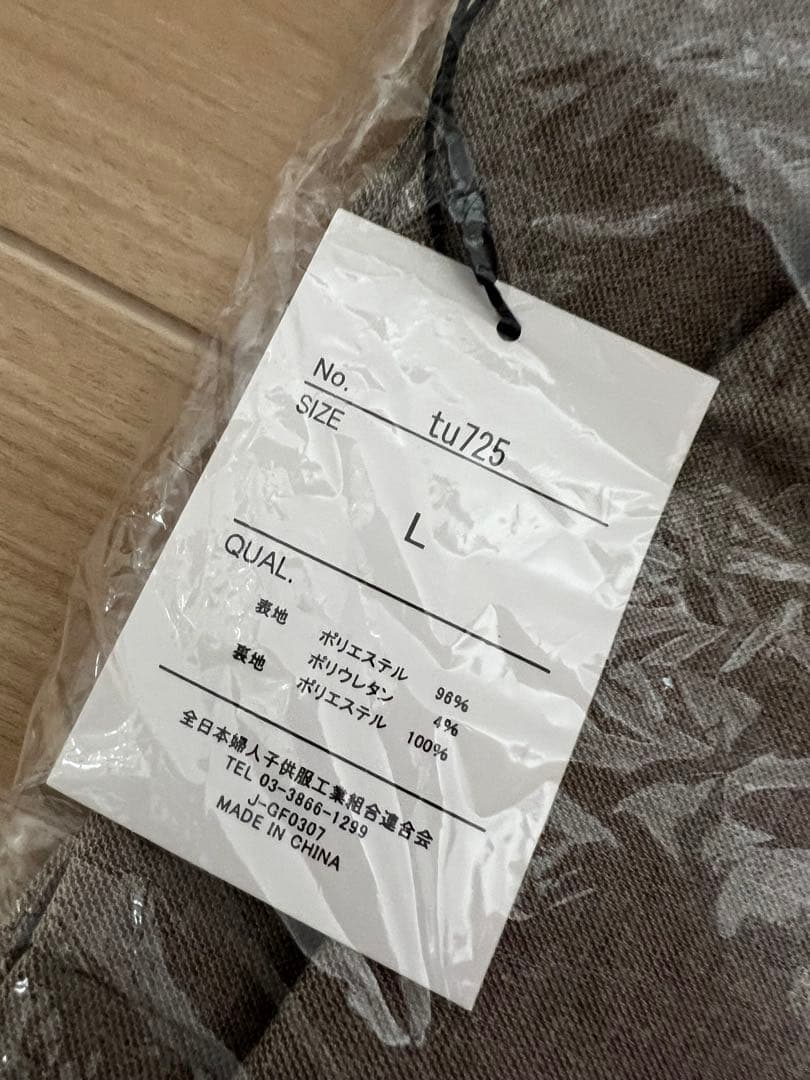 No. tu725
SIZE
L
QUAL.
表地 ポリエステル 96%
ポリウレタン 4%
裏地 ポリエステル 100%
全日本婦人子供服工業組合連合会
TEL 03-3866-1299
J-GF0307
MADE IN CHINA